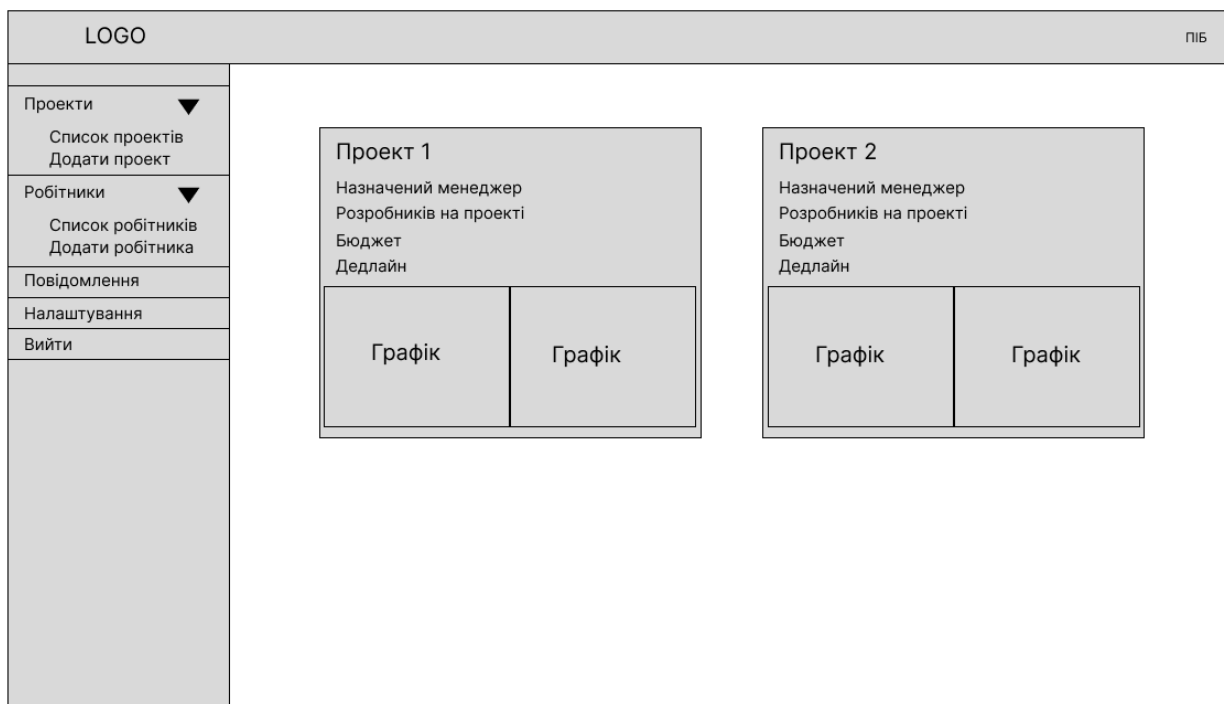 LOGO
ПІБ
Проекти
Список проектів
Додати проект
Робітники
Список робітників
Додати робітника
Повідомлення
Налаштування
Вийти
Проект 1
Назначений менеджер
Розробників на проекті
Бюджет
Дедлайн
Графік
Графік
Проект 2
Назначений менеджер
Розробників на проекті
Бюджет
Дедлайн
Графік
Графік